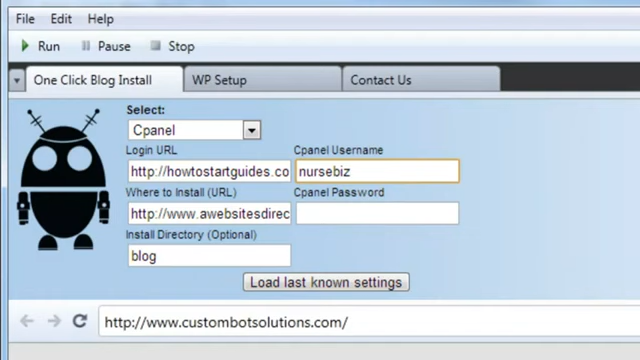 File Edit Help
Run Pause Stop
One Click Blog Install WP Setup Contact Us
Select:
Cpanel
Login URL Cpanel Username
http://howtostartguides.co nursebiz
Where to Install (URL) Cpanel Password
http://www.awebsitesdirec
Install Directory (Optional)
blog
Load last known settings
http://www.custombotsolutions.com/